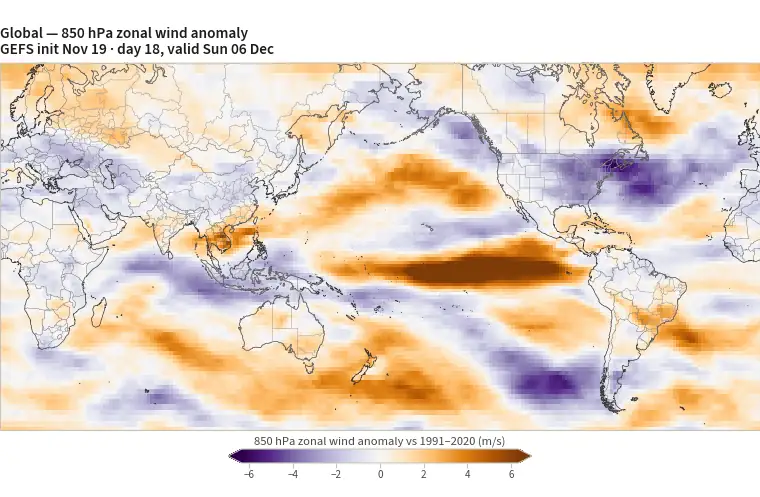 Global — 850 hPa zonal wind anomaly
GEFS init Nov 19 · day 18, valid Sun 06 Dec
850 hPa zonal wind anomaly vs 1991–2020 (m/s)
−6 −4 −2 0 2 4 6